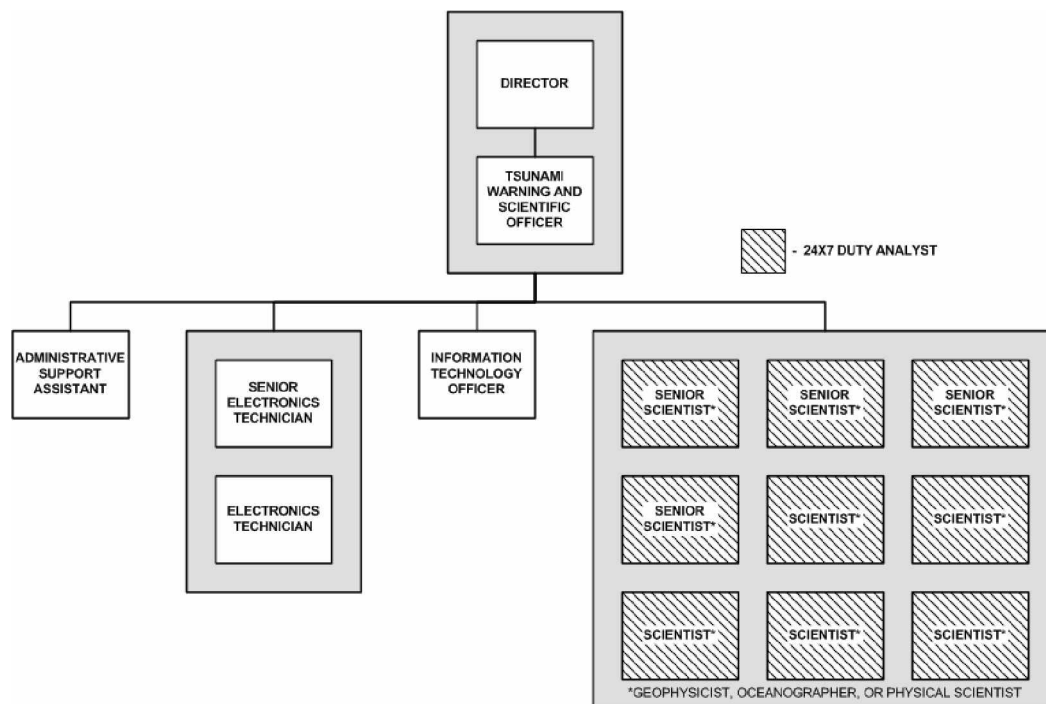 DIRECTOR
TSUNAMI
WARNING AND
SCIENTIFIC
OFFICER
- 24X7 DUTY ANALYST
ADMINISTRATIVE
SUPPORT
ASSISTANT
SENIOR
ELECTRONICS
TECHNICIAN
ELECTRONICS
TECHNICIAN
INFORMATION
TECHNOLOGY
OFFICER
SENIOR
SCIENTIST*
SENIOR
SCIENTIST*
SENIOR
SCIENTIST*
SENIOR
SCIENTIST*
SCIENTIST*
SCIENTIST*
SCIENTIST*
SCIENTIST*
SCIENTIST*
*GEOPHYSICIST, OCEANOGRAPHER, OR PHYSICAL SCIENTIST